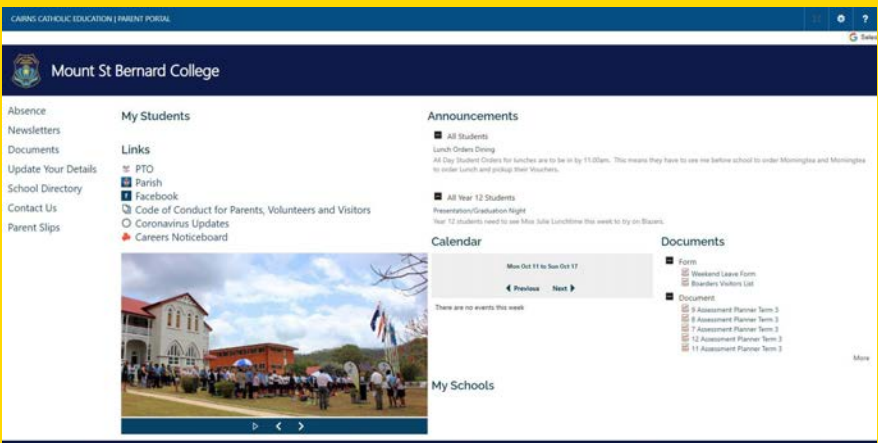 CAIRNS CATHOLIC EDUCATION | PARENT PORTAL
?
G Selec
Mount St Bernard College
Absence
Newsletters
Documents
Update Your Details
School Directory
Contact Us
Parent Slips
My Students
Links
PTO
Parish
Facebook
Code of Conduct for Parents, Volunteers and Visitors
Coronavirus Updates
Careers Noticeboard
Announcements
All Students
Lunch Orders Dining
All Day Student Orders for lunches are to be in by 11.00am. This means they have to see me before school to order Morningtea and Morningtea
to order Lunch and pickup their Vouchers.
All Year 12 Students
Presentation/Graduation Night
Year 12 students need to see Miss Julie Lunchtime this week to try on Blazers.
Calendar
Mon Oct 11 to Sun Oct 17
Previous Next
There are no events this week
Documents
Form
Weekend Leave Form
Boarders Visitors List
Document
9 Assessment Planner Term 3
8 Assessment Planner Term 3
7 Assessment Planner Term 3
12 Assessment Planner Term 3
11 Assessment Planner Term 3
More
My Schools